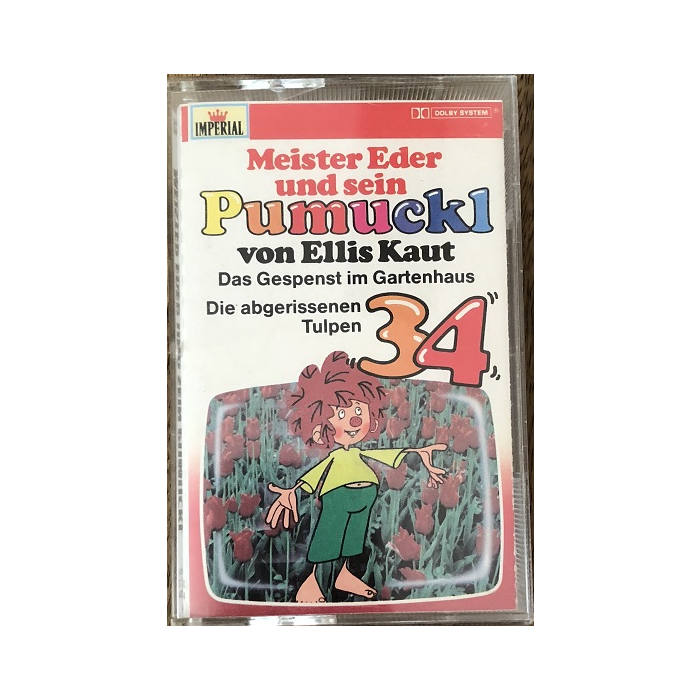 IMPERIAL
DOLBY SYSTEM
Meister Eder
und sein
Pumuckl
von Ellis Kaut
Das Gespenst im Gartenhaus
Die abgerissenen
Tulpen
34